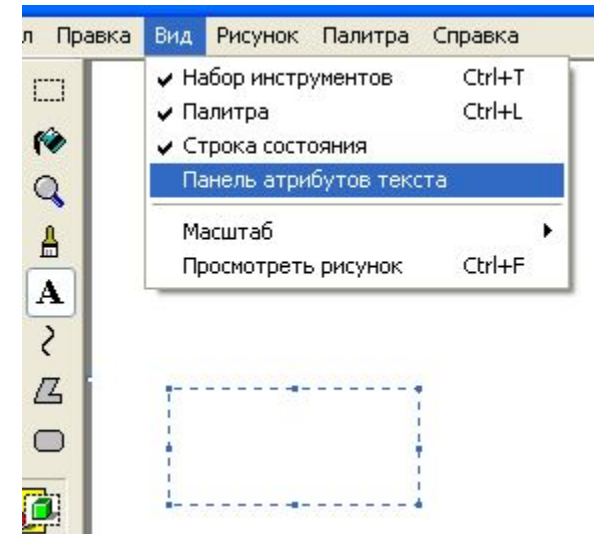 л Правка Вид Рисунок Палитра Справка
Набор инструментов Ctrl+T
Палитра Ctrl+L
Строка состояния
Панель атрибутов текста
Масштаб
Просмотреть рисунок Ctrl+F
A